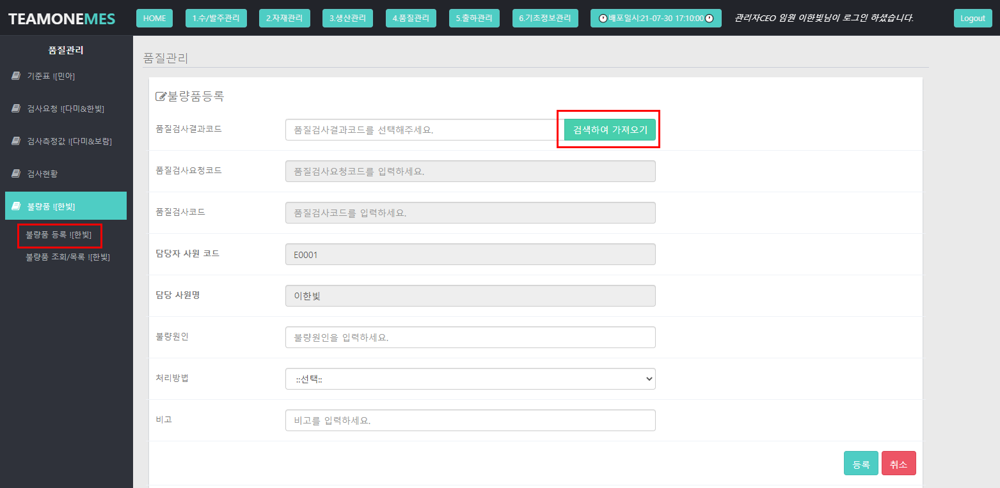 TEAMONEMES HOME 1.수/발주관리 2.자재관리 3.생산관리 4.품질관리 5.출하관리 6.기초정보관리 배포일시:21-07-30 17:10:00 관리자CEO 임원 이한빛님이 로그인 하셨습니다. Logout
품질관리
기준표 ![민아]
검사요청 ![다미&한빛]
검사측정값 ![다미&보람]
검사현황
불량품 ![한빛]
불량품 등록 ![한빛]
불량품 조회/목록 ![한빛]
품질관리
불량품등록
품질검사결과코드 품질검사결과코드를 선택해주세요. 검색하여 가져오기
품질검사요청코드 품질검사요청코드를 입력하세요.
품질검사코드 품질검사코드를 입력하세요.
담당자 사원 코드 E0001
담당 사원명 이한빛
불량원인 불량원인을 입력하세요.
처리방법 ::선택::
비고 비고를 입력하세요.
등록 취소